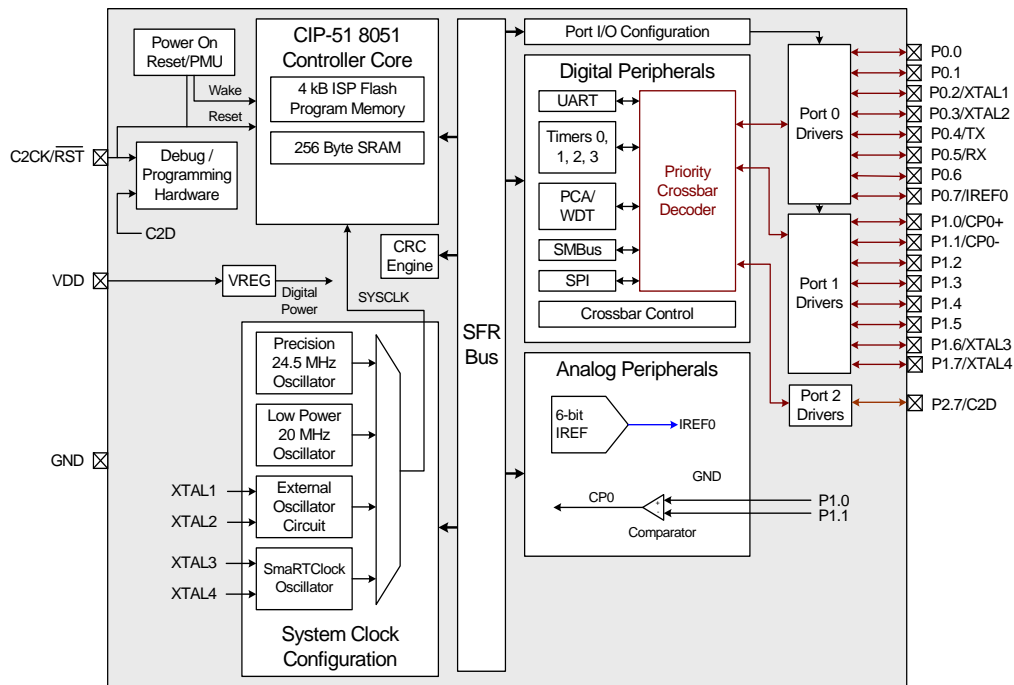 Power On
Reset/PMU
Wake
Reset
C2CK/RST
Debug /
Programming
Hardware
C2D
VDD
VREG
Digital
Power
GND
CIP-51 8051
Controller Core
4 kB ISP Flash
Program Memory
256 Byte SRAM
CRC
Engine
SYSCLK
Precision
24.5 MHz
Oscillator
Low Power
20 MHz
Oscillator
XTAL1
XTAL2
External
Oscillator
Circuit
XTAL3
XTAL4
SmaRTClock
Oscillator
System Clock
Configuration
SFR
Bus
Port I/O Configuration
Digital Peripherals
UART
Timers 0,
1, 2, 3
PCA/
WDT
SMBus
SPI
Priority
Crossbar
Decoder
Crossbar Control
Analog Peripherals
6-bit
IREF
IREF0
GND
CP0
+
-
Comparator
P1.0
P1.1
Port 0
Drivers
Port 1
Drivers
Port 2
Drivers
P0.0
P0.1
P0.2/XTAL1
P0.3/XTAL2
P0.4/TX
P0.5/RX
P0.6
P0.7/IREF0
P1.0/CP0+
P1.1/CP0-
P1.2
P1.3
P1.4
P1.5
P1.6/XTAL3
P1.7/XTAL4
P2.7/C2D